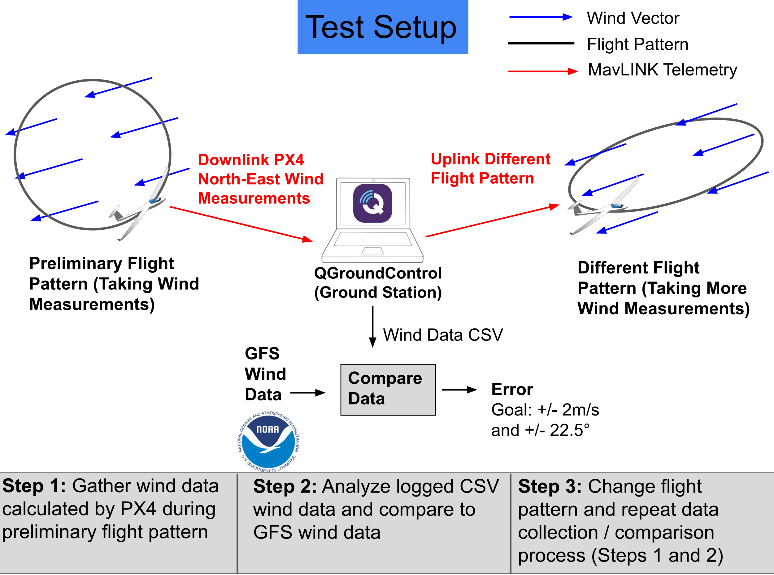 Test Setup
Wind Vector
Flight Pattern
MavLINK Telemetry
Downlink PX4
North-East Wind
Measurements
Uplink Different
Flight Pattern
Preliminary Flight
Pattern (Taking Wind
Measurements)
QGroundControl
(Ground Station)
Different Flight
Pattern (Taking More
Wind Measurements)
Wind Data CSV
GFS
Wind
Data
Compare
Data
Error
Goal: +/- 2m/s
and +/- 22.5°
NOAA
Step 1: Gather wind data
calculated by PX4 during
preliminary flight pattern
Step 2: Analyze logged CSV
wind data and compare to
GFS wind data
Step 3: Change flight
pattern and repeat data
collection / comparison
process (Steps 1 and 2)